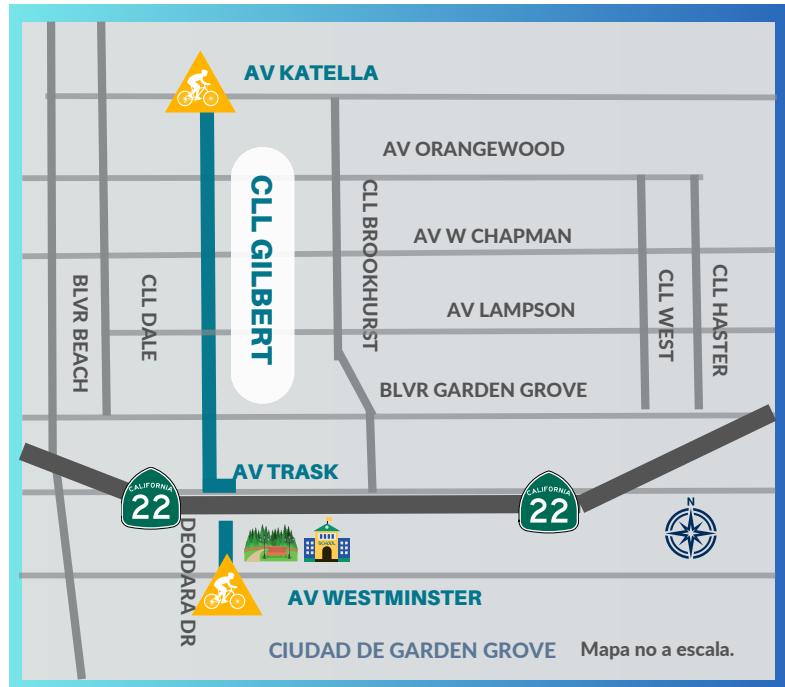 AV KATELLA
AV ORANGEWOOD
CLL GILBERT
CLL BROOKHURST
AV W CHAPMAN
BLVR BEACH
CLL DALE
AV LAMPSON
CLL WEST
CLL HASTER
BLVR GARDEN GROVE
AV TRASK
CALIFORNIA
22
CALIFORNIA
22
N
DEODARA DR
SCHOOL
AV WESTMINSTER
CIUDAD DE GARDEN GROVE
Mapa no a escala.